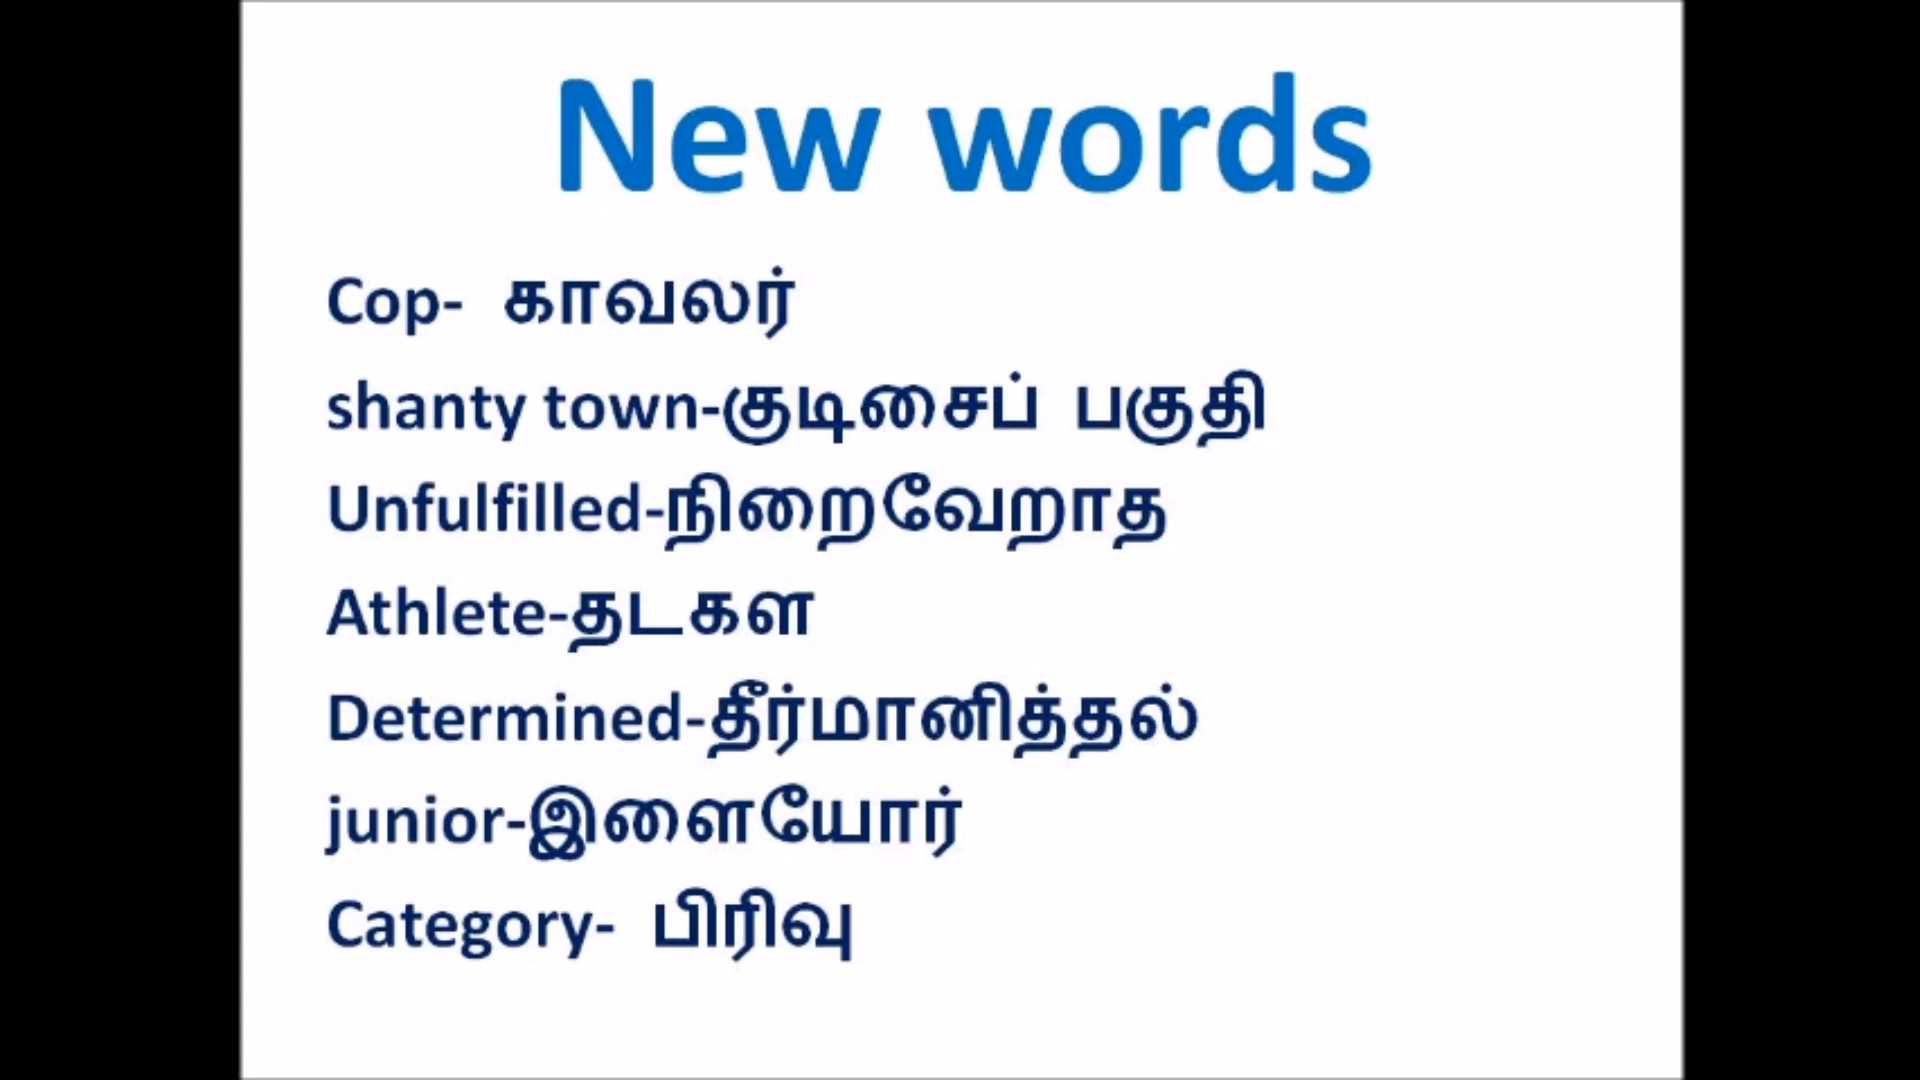 New words
Cop- காவலர்
shanty town-குடிசைப் பகுதி
Unfulfilled-நிறைவேறாத
Athlete-தடகள
Determined-தீர்மானித்தல்
junior-இளையோர்
Category- பிரிவு